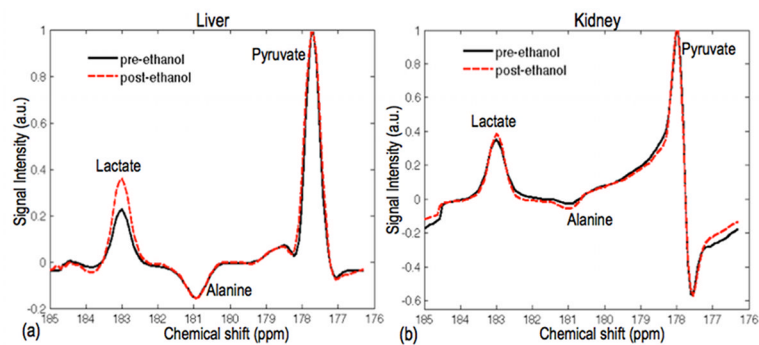 Liver
Signal Intensity (a.u.)
1
0.8
0.6
0.4
0.2
0
-0.2
pre-ethanol
post-ethanol
Pyruvate
Lactate
Alanine
185 184 183 182 181 180 179 178 177 176
(a)
Chemical shift (ppm)
Kidney
Signal Intensity (a.u.)
1
0.8
0.6
0.4
0.2
0
-0.2
-0.4
-0.6
pre-ethanol
post-ethanol
Pyruvate
Lactate
Alanine
185 184 183 182 181 180 179 178 177 176
(b)
Chemical shift (ppm)